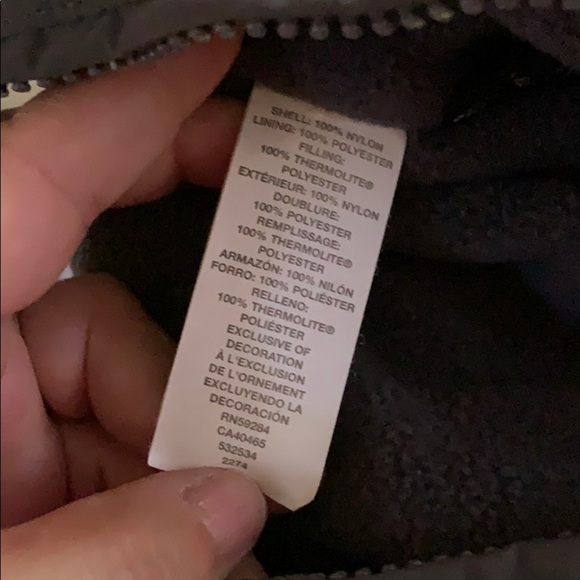 SHELL: 100% NYLON
LINING: 100% POLYESTER
FILLING:
100% THERMOLITE®
POLYESTER
EXTÉRIEUR: 100% NYLON
DOUBLURE:
100% POLYESTER
REMPLISSAGE:
100% THERMOLITE®
POLYESTER
ARMAZÓN: 100% NILÓN
FORRO: 100% POLIÉSTER
RELLENO:
100% THERMOLITE®
POLIÉSTER
EXCLUSIVE OF
DECORATION
À L'EXCLUSION
DE L'ORNEMENT
EXCLUYENDO LA
DECORACIÓN
RN59284
CA40465
532534
2274